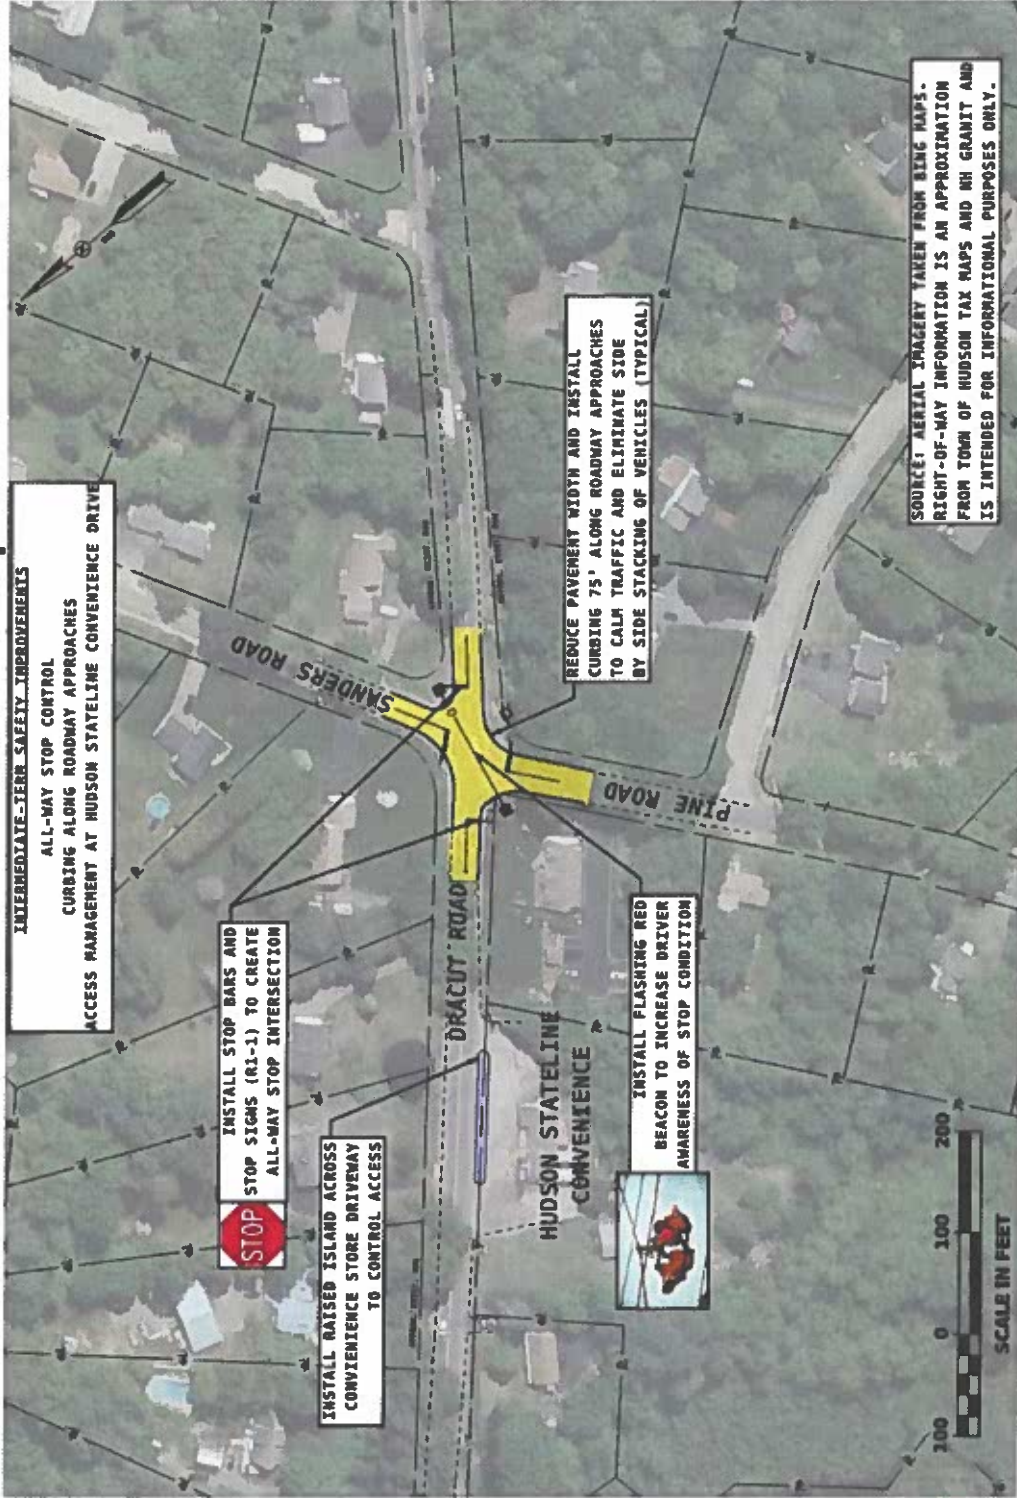 INTERMEDIATE-TERM SAFETY IMPROVEMENTS
ALL-WAY STOP CONTROL
CURBING ALONG ROADWAY APPROACHES
ACCESS MANAGEMENT AT HUDSON STATELINE CONVENIENCE DRIVE
STOP
INSTALL STOP BARS AND
STOP SIGNS (R1-1) TO CREATE
ALL-WAY STOP INTERSECTION
INSTALL RAISED ISLAND ACROSS
CONVIENIENCE STORE DRIVEWAY
TO CONTROL ACCESS
SANDERS ROAD
DRACUT ROAD
PINE ROAD
HUDSON STATELINE
CONVENIENCE
REDUCE PAVEMENT WIDTH AND INSTALL
CURBING 75' ALONG ROADWAY APPROACHES
TO CALM TRAFFIC AND ELIMINATE SIDE
BY SIDE STACKING OF VEHICLES (TYPICAL)
INSTALL FLASHING RED
BEACON TO INCREASE DRIVER
AWARENESS OF STOP CONDITION
SOURCE: AERIAL IMAGERY TAKEN FROM BING MAPS.
RIGHT-OF-WAY INFORMATION IS AN APPROXIMATION
FROM TOWN OF HUDSON TAX MAPS AND NH GRANIT AND
IS INTENDED FOR INFORMATIONAL PURPOSES ONLY.
100 0 100 200
SCALE IN FEET